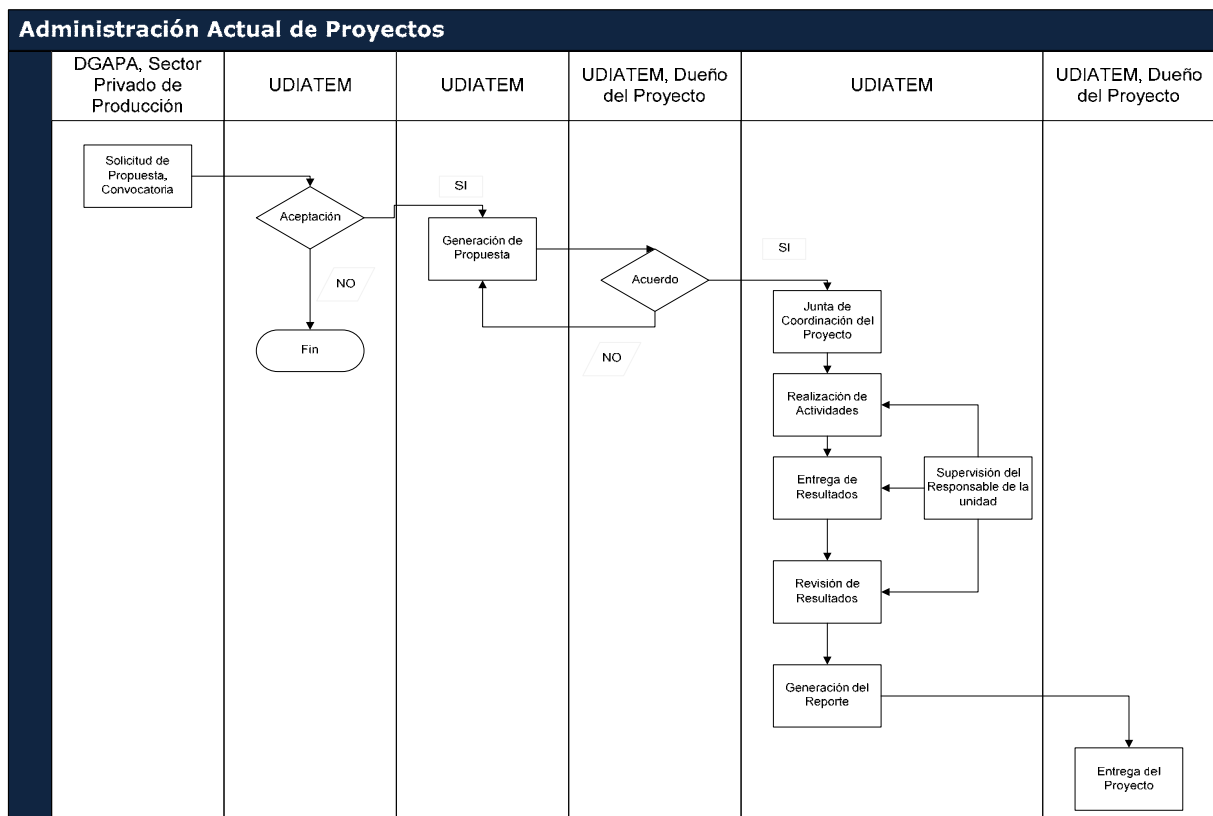 Administración Actual de Proyectos
DGAPA, Sector
Privado de
Producción
UDIATEM
UDIATEM
UDIATEM, Dueño
del Proyecto
UDIATEM
UDIATEM, Dueño
del Proyecto
Solicitud de
Propuesta,
Convocatoria
Aceptación
SI
NO
Fin
Generación de
Propuesta
Acuerdo
SI
NO
Junta de
Coordinación del
Proyecto
Realización de
Actividades
Entrega de
Resultados
Supervisión del
Responsable de la
unidad
Revisión de
Resultados
Generación del
Reporte
Entrega del
Proyecto